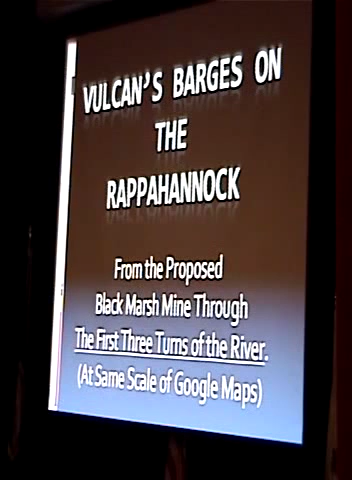 VULCAN'S BARGES ON
THE
RAPPAHANNOCK
From the Proposed
Black Marsh Mine Through
The First Three Turns of the River.
(At Same Scale of Google Maps)